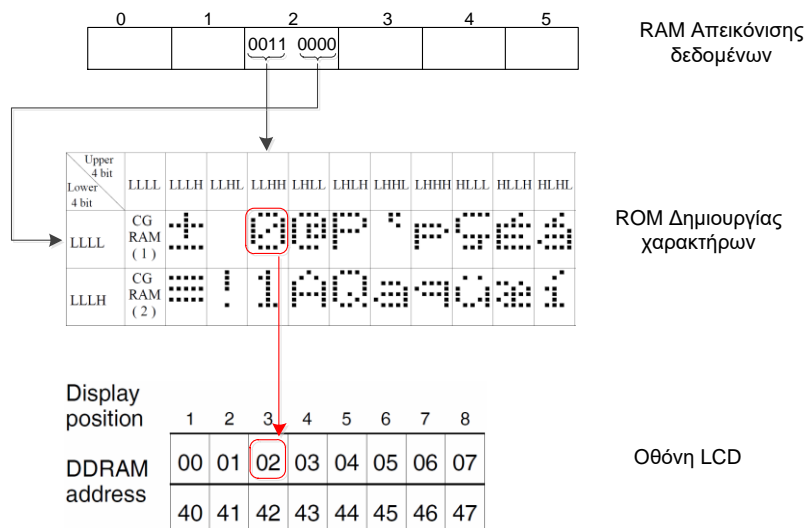 0 1 2 3 4 5
0011 0000
RAM Απεικόνισης
δεδομένων
Upper
4 bit
Lower
4 bit
LLLL LLLH LLHL LLHH LHLL LHLH LHHL LHHH HLLL HLLH HLHL
LLLL
CG
RAM
( 1 )
± 0 @ P ` p
ROM Δημιουργίας
χαρακτήρων
LLLH
CG
RAM
( 2 )
≡ ! 1 A Q a q ü æ í
Display
position
1 2 3 4 5 6 7 8
DDRAM
address
00 01 02 03 04 05 06 07
40 41 42 43 44 45 46 47
Οθόνη LCD